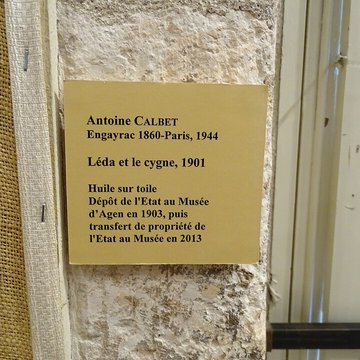 Antoine CALBET
Engayrac 1860-Paris, 1944
Léda et le cygne, 1901
Huile sur toile
Dépôt de l'Etat au Musée
d'Agen en 1903, puis
transfert de propriété de
l'Etat au Musée en 2013